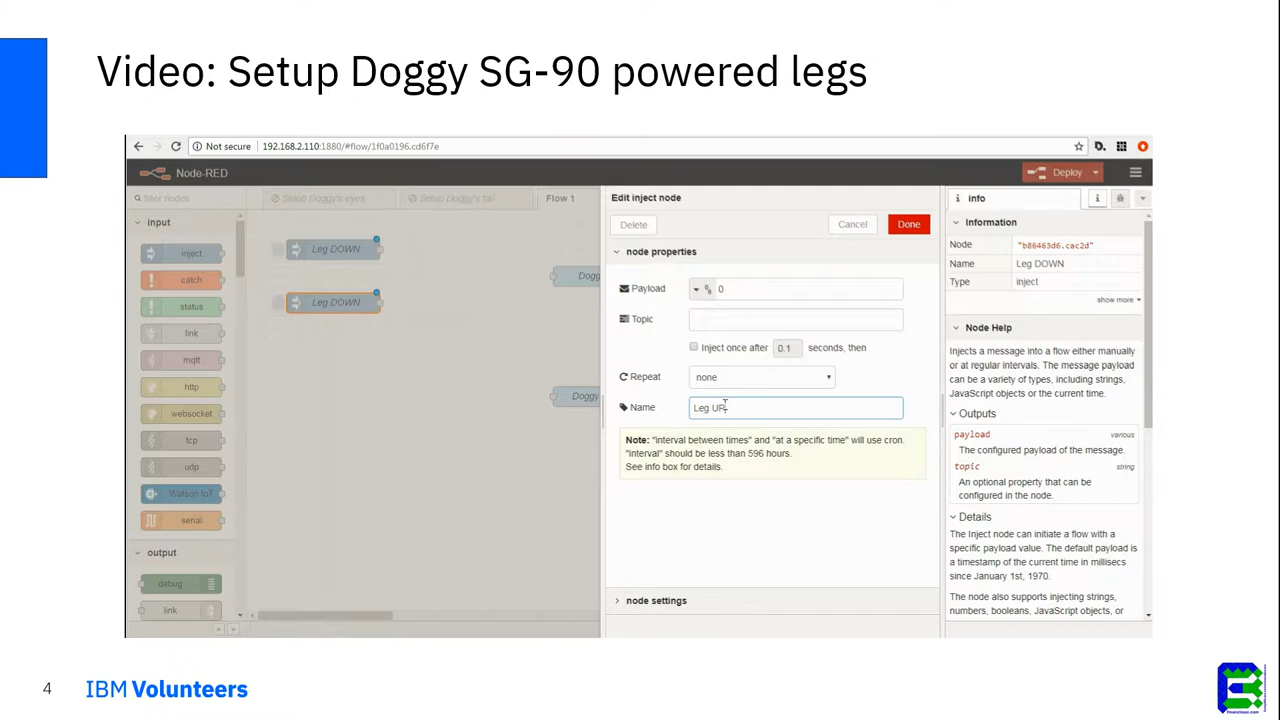 Video: Setup Doggy SG-90 powered legs
Not secure 192.168.2.110:1880/#flow/1f0a0196.cd6f7e
Node-RED
Deploy
filter nodes
Setup Doggy's eyes
Setup Doggy's tail
Flow 1
input
inject
catch
status
link
mqtt
http
websocket
tcp
udp
Watson IoT
serial
output
debug
link
Leg DOWN
Leg DOWN
Dogg
Doggy
Edit inject node
Delete
Cancel
Done
node properties
Payload
0
Topic
Inject once after 0.1 seconds, then
Repeat
none
Name
Leg UP
Note: "interval between times" and "at a specific time" will use cron.
"interval" should be less than 596 hours.
See info box for details.
node settings
info
Information
Node "b86463d6.cac2d"
Name Leg DOWN
Type inject
show more
Node Help
Injects a message into a flow either manually
or at regular intervals. The message payload
can be a variety of types, including strings,
JavaScript objects or the current time.
Outputs
payload various
The configured payload of the message.
topic string
An optional property that can be
configured in the node.
Details
The Inject node can initiate a flow with a
specific payload value. The default payload is
a timestamp of the current time in millisecs
since January 1st, 1970.
The node also supports injecting strings,
numbers, booleans, JavaScript objects, or
4
IBM Volunteers